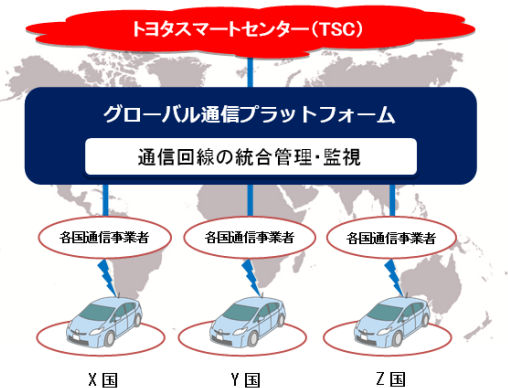 トヨタスマートセンター（TSC）
グローバル通信プラットフォーム
通信回線の統合管理・監視
各国通信事業者 各国通信事業者 各国通信事業者
X 国 Y 国 Z 国